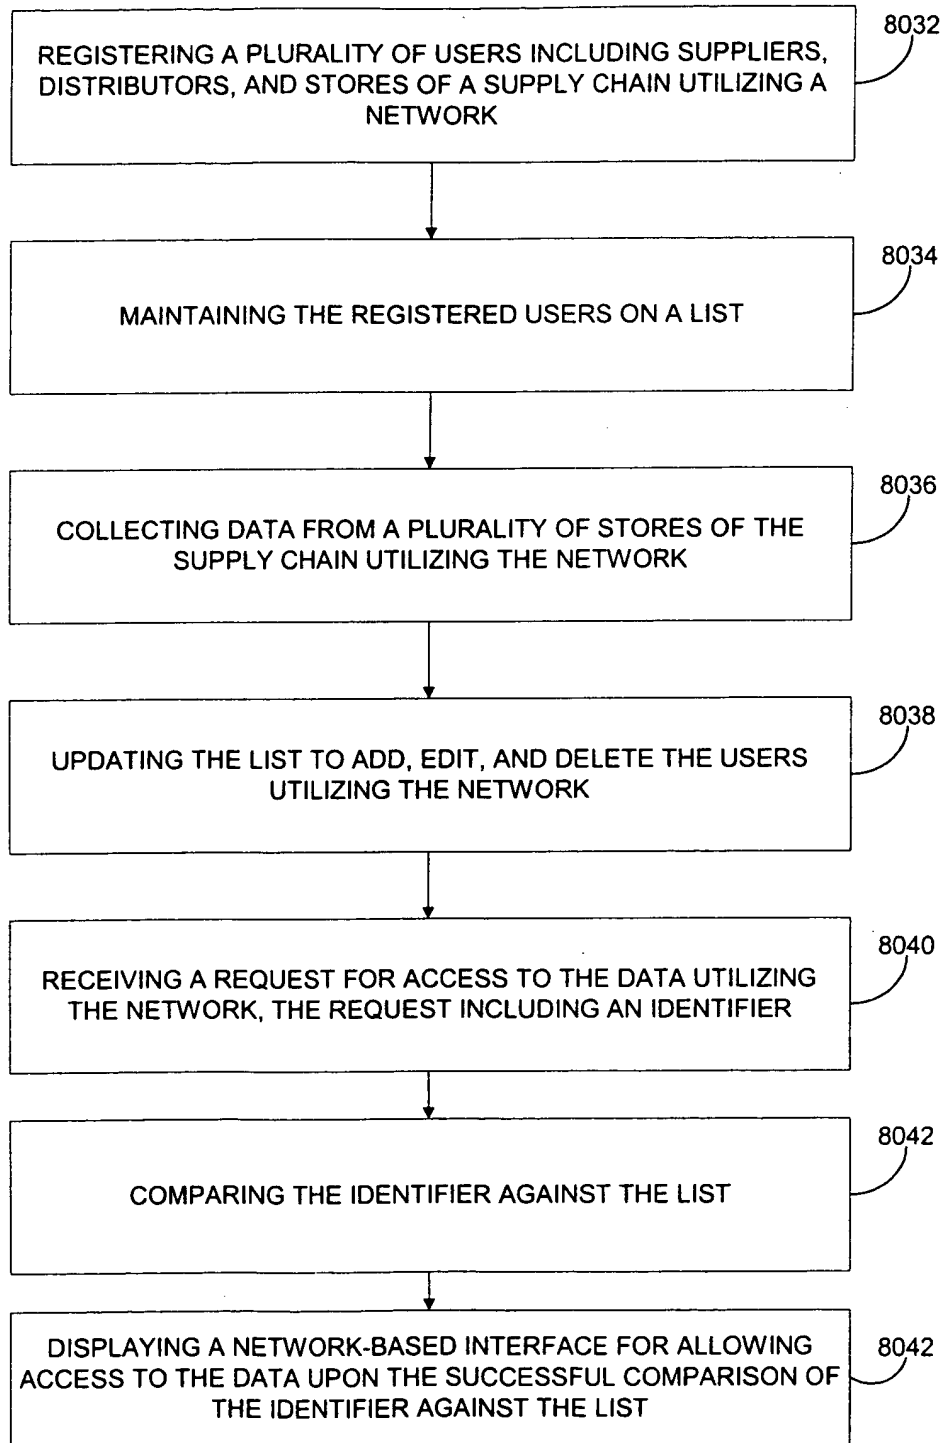 8032
REGISTERING A PLURALITY OF USERS INCLUDING SUPPLIERS,
DISTRIBUTORS, AND STORES OF A SUPPLY CHAIN UTILIZING A
NETWORK
8034
MAINTAINING THE REGISTERED USERS ON A LIST
8036
COLLECTING DATA FROM A PLURALITY OF STORES OF THE
SUPPLY CHAIN UTILIZING THE NETWORK
8038
UPDATING THE LIST TO ADD, EDIT, AND DELETE THE USERS
UTILIZING THE NETWORK
8040
RECEIVING A REQUEST FOR ACCESS TO THE DATA UTILIZING
THE NETWORK, THE REQUEST INCLUDING AN IDENTIFIER
8042
COMPARING THE IDENTIFIER AGAINST THE LIST
8042
DISPLAYING A NETWORK-BASED INTERFACE FOR ALLOWING
ACCESS TO THE DATA UPON THE SUCCESSFUL COMPARISON OF
THE IDENTIFIER AGAINST THE LIST